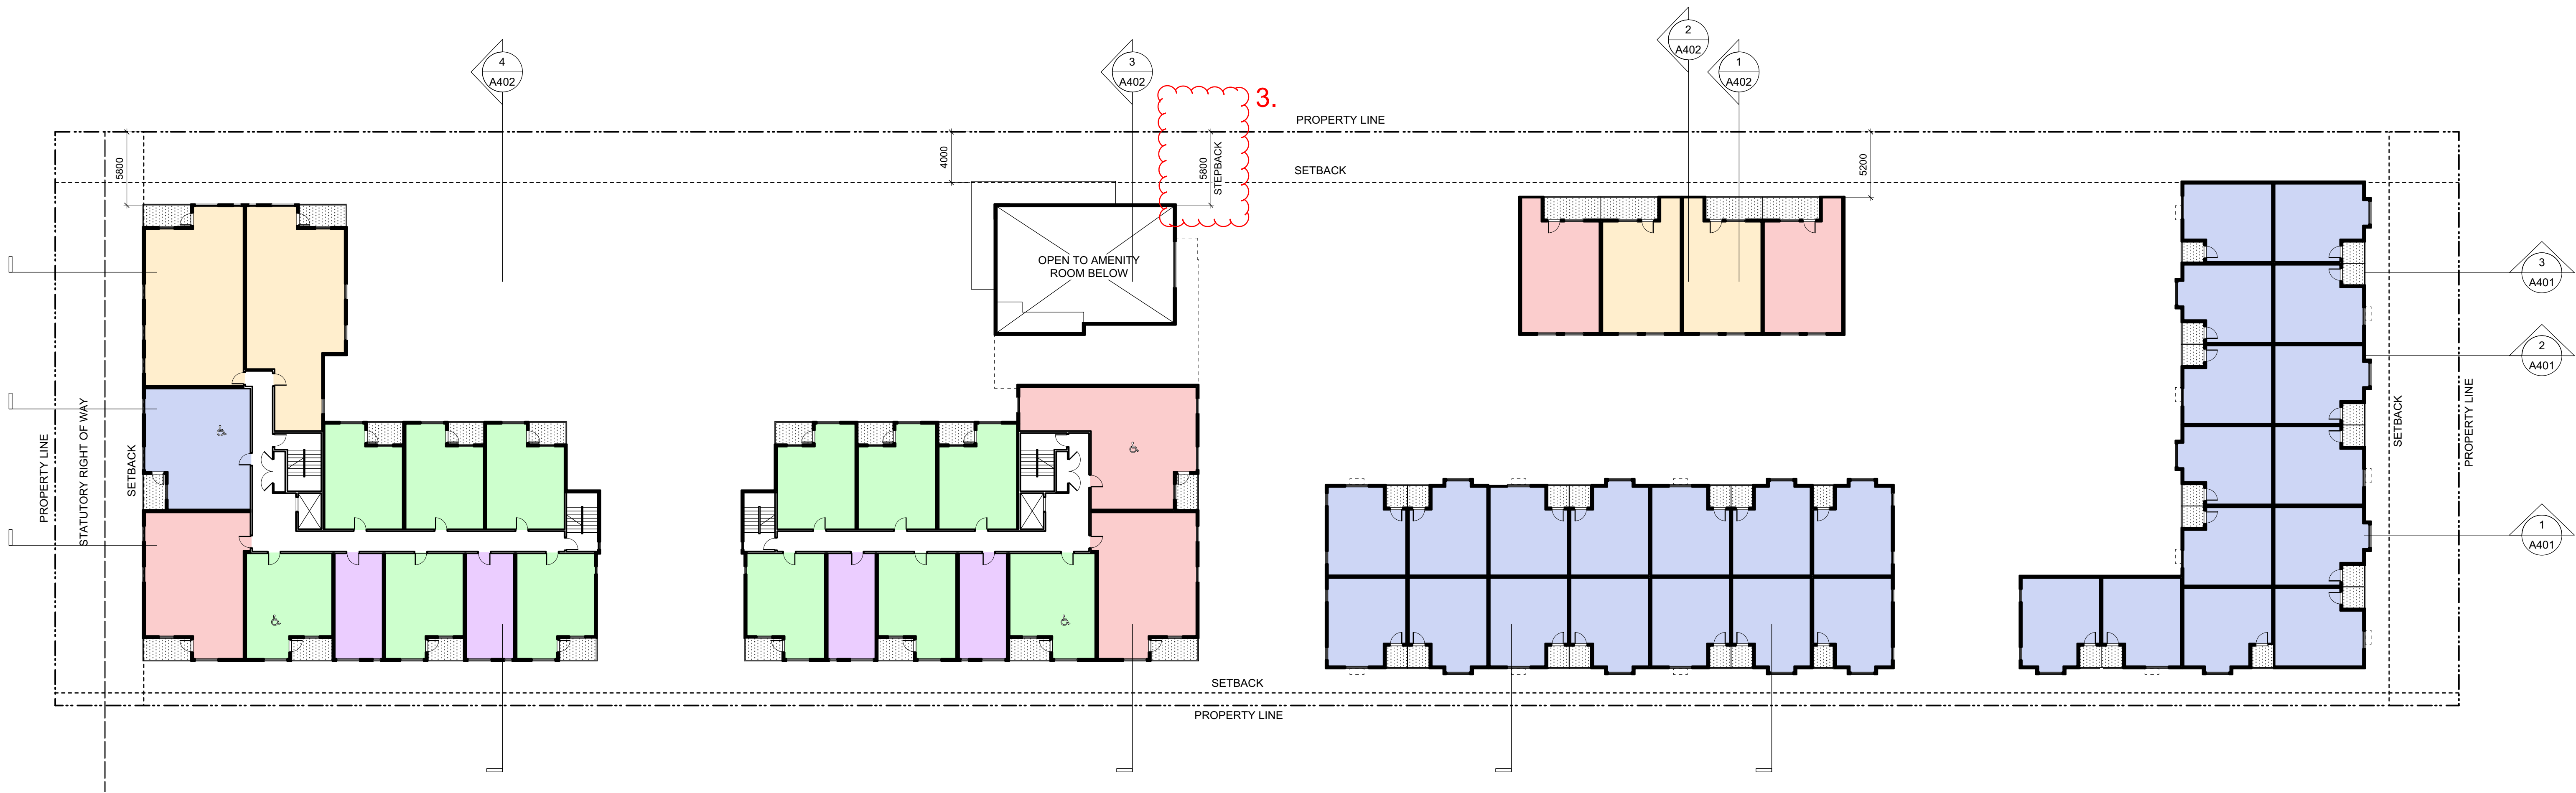 2
A402
4
A402
3
A402
1
A402
3.
PROPERTY LINE
5800
4000
5800
STEPBACK
5200
SETBACK
SETBACK
OPEN TO AMENITY
ROOM BELOW
3
A401
2
A401
1
A401
PROPERTY LINE
STATUTORY RIGHT OF WAY
SETBACK
SETBACK
PROPERTY LINE
SETBACK
PROPERTY LINE